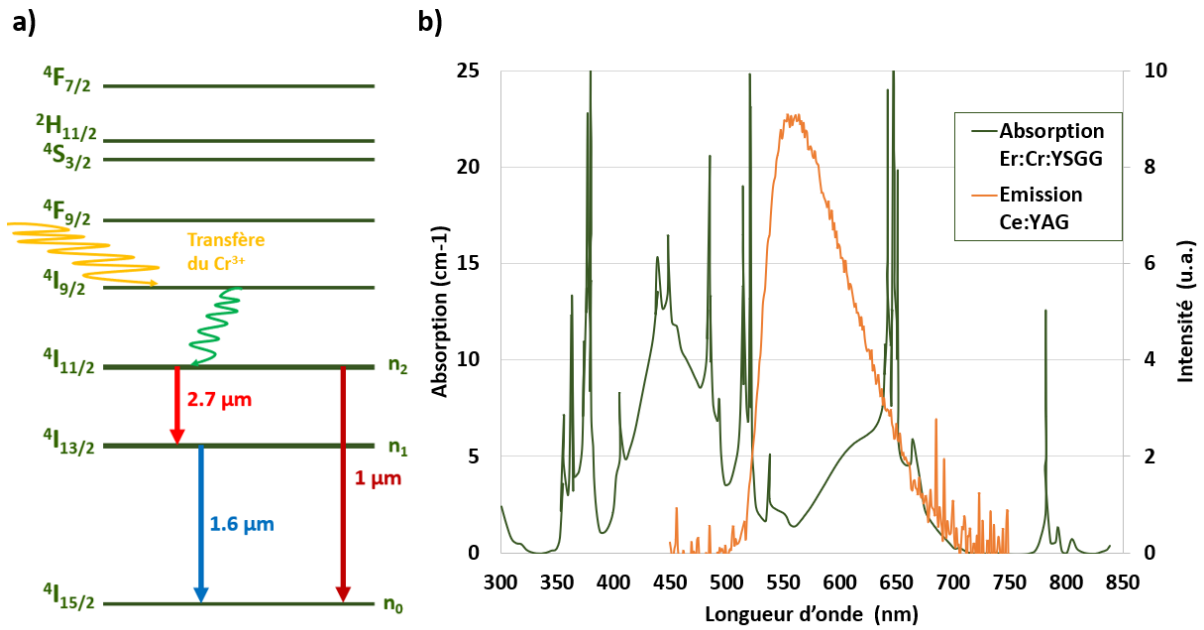 a)
⁴F₇/₂
²H₁₁/₂
⁴S₃/₂
⁴F₉/₂
Transfère
du Cr³⁺
⁴I₉/₂
⁴I₁₁/₂
n₂
2.7 µm
⁴I₁₃/₂
n₁
1 µm
1.6 µm
⁴I₁₅/₂
n₀
b)
25
20
15
10
5
0
Absorption (cm-1)
10
8
6
4
2
0
Intensité (u.a.)
Absorption
Er:Cr:YSGG
Emission
Ce:YAG
300 350 400 450 500 550 600 650 700 750 800 850
Longueur d'onde (nm)